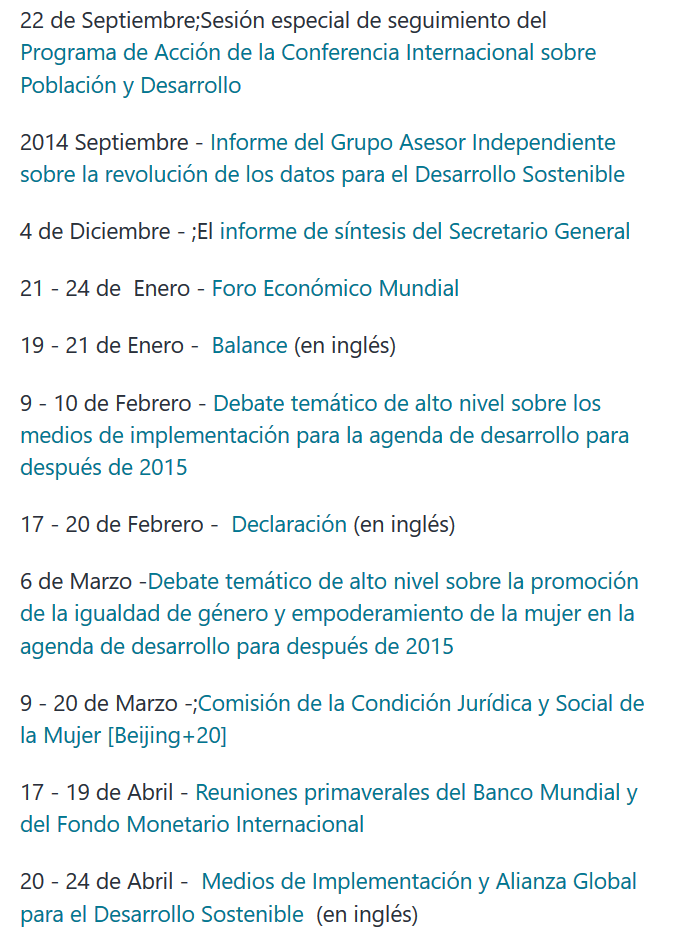 22 de Septiembre;Sesión especial de seguimiento del
Programa de Acción de la Conferencia Internacional sobre
Población y Desarrollo
2014 Septiembre - Informe del Grupo Asesor Independiente
sobre la revolución de los datos para el Desarrollo Sostenible
4 de Diciembre - ;El informe de síntesis del Secretario General
21 - 24 de  Enero - Foro Económico Mundial
19 - 21 de Enero -  Balance (en inglés)
9 - 10 de Febrero - Debate temático de alto nivel sobre los
medios de implementación para la agenda de desarrollo para
después de 2015
17 - 20 de Febrero -  Declaración (en inglés)
6 de Marzo -Debate temático de alto nivel sobre la promoción
de la igualdad de género y empoderamiento de la mujer en la
agenda de desarrollo para después de 2015
9 - 20 de Marzo -;Comisión de la Condición Jurídica y Social de
la Mujer [Beijing+20]
17 - 19 de Abril - Reuniones primaverales del Banco Mundial y
del Fondo Monetario Internacional
20 - 24 de Abril -  Medios de Implementación y Alianza Global
para el Desarrollo Sostenible  (en inglés)